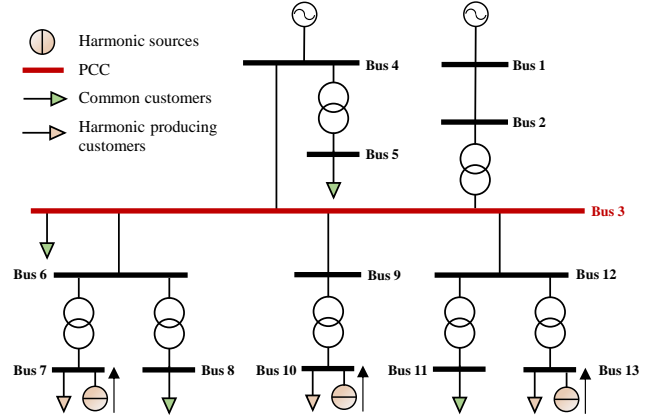 Harmonic sources
PCC
Common customers
Harmonic producing
customers
Bus 4
Bus 1
Bus 2
Bus 5
Bus 3
Bus 6
Bus 9
Bus 12
Bus 7
Bus 8
Bus 10
Bus 11
Bus 13